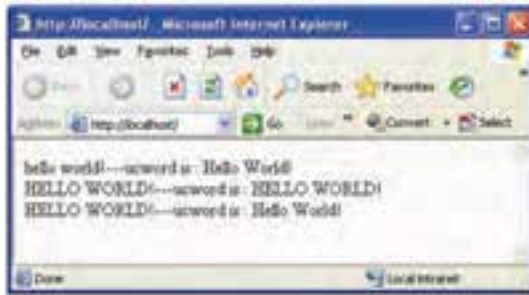 http://localhost/ - Microsoft Internet Explorer
File Edit View Favorites Tools Help
Search Favorites
http://localhost/ Go Convert Select
hello world!---ucword is : Hello World!
HELLO WORLD!---ucword is : HELLO WORLD!
HELLO WORLD!---ucword is : Hello World!
Done Local intranet